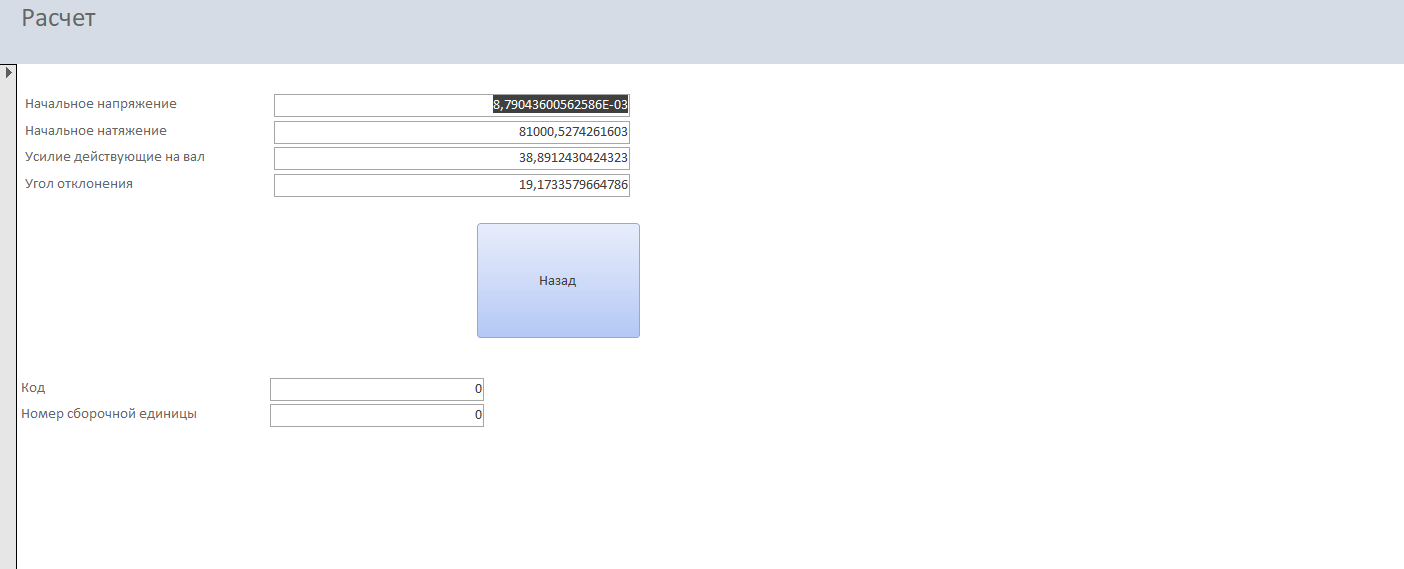 Расчет
Начальное напряжение 8,79043600562586E-03
Начальное натяжение 81000,5274261603
Усилие действующие на вал 38,8912430424323
Угол отклонения 19,1733579664786
Назад
Код 0
Номер сборочной единицы 0